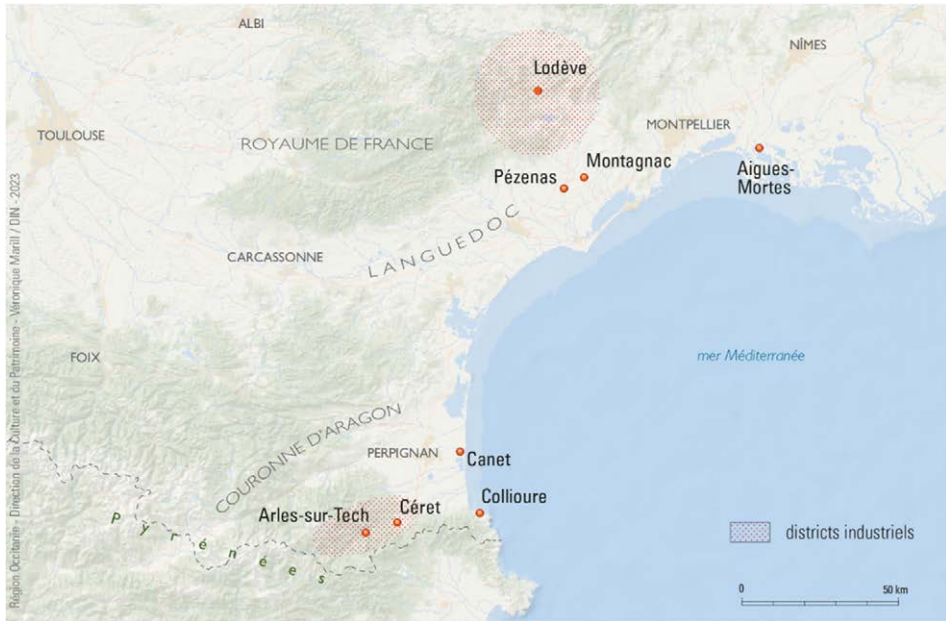 ALBI
NÎMES
Lodève
TOULOUSE
MONTPELLIER
ROYAUME DE FRANCE
Montagnac
Pézenas
Aigues-
Mortes
LANGUEDOC
CARCASSONNE
FOIX
mer Méditerranée
COURONNE D'ARAGON
PERPIGNAN
Canet
Collioure
Céret
Arles-sur-Tech
Pyrénées
districts industriels
0 50 km
Région Occitanie - Direction de la Culture et du Patrimoine - Véronique Marill / DIN - 2023